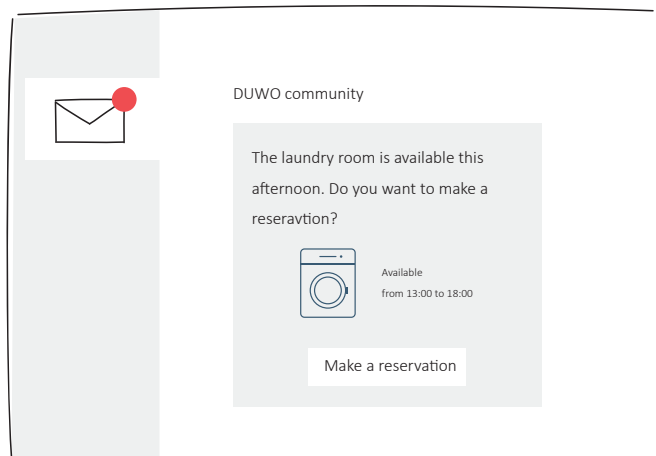 DUWO community
The laundry room is available this
afternoon. Do you want to make a
reseravtion?
Available
from 13:00 to 18:00
Make a reservation